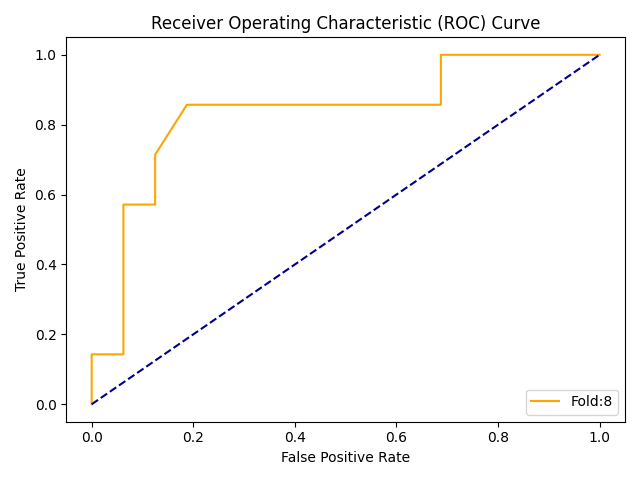 Receiver Operating Characteristic (ROC) Curve
1.0
0.8
0.6
0.4
0.2
0.0
True Positive Rate
0.0 0.2 0.4 0.6 0.8 1.0
False Positive Rate
Fold:8